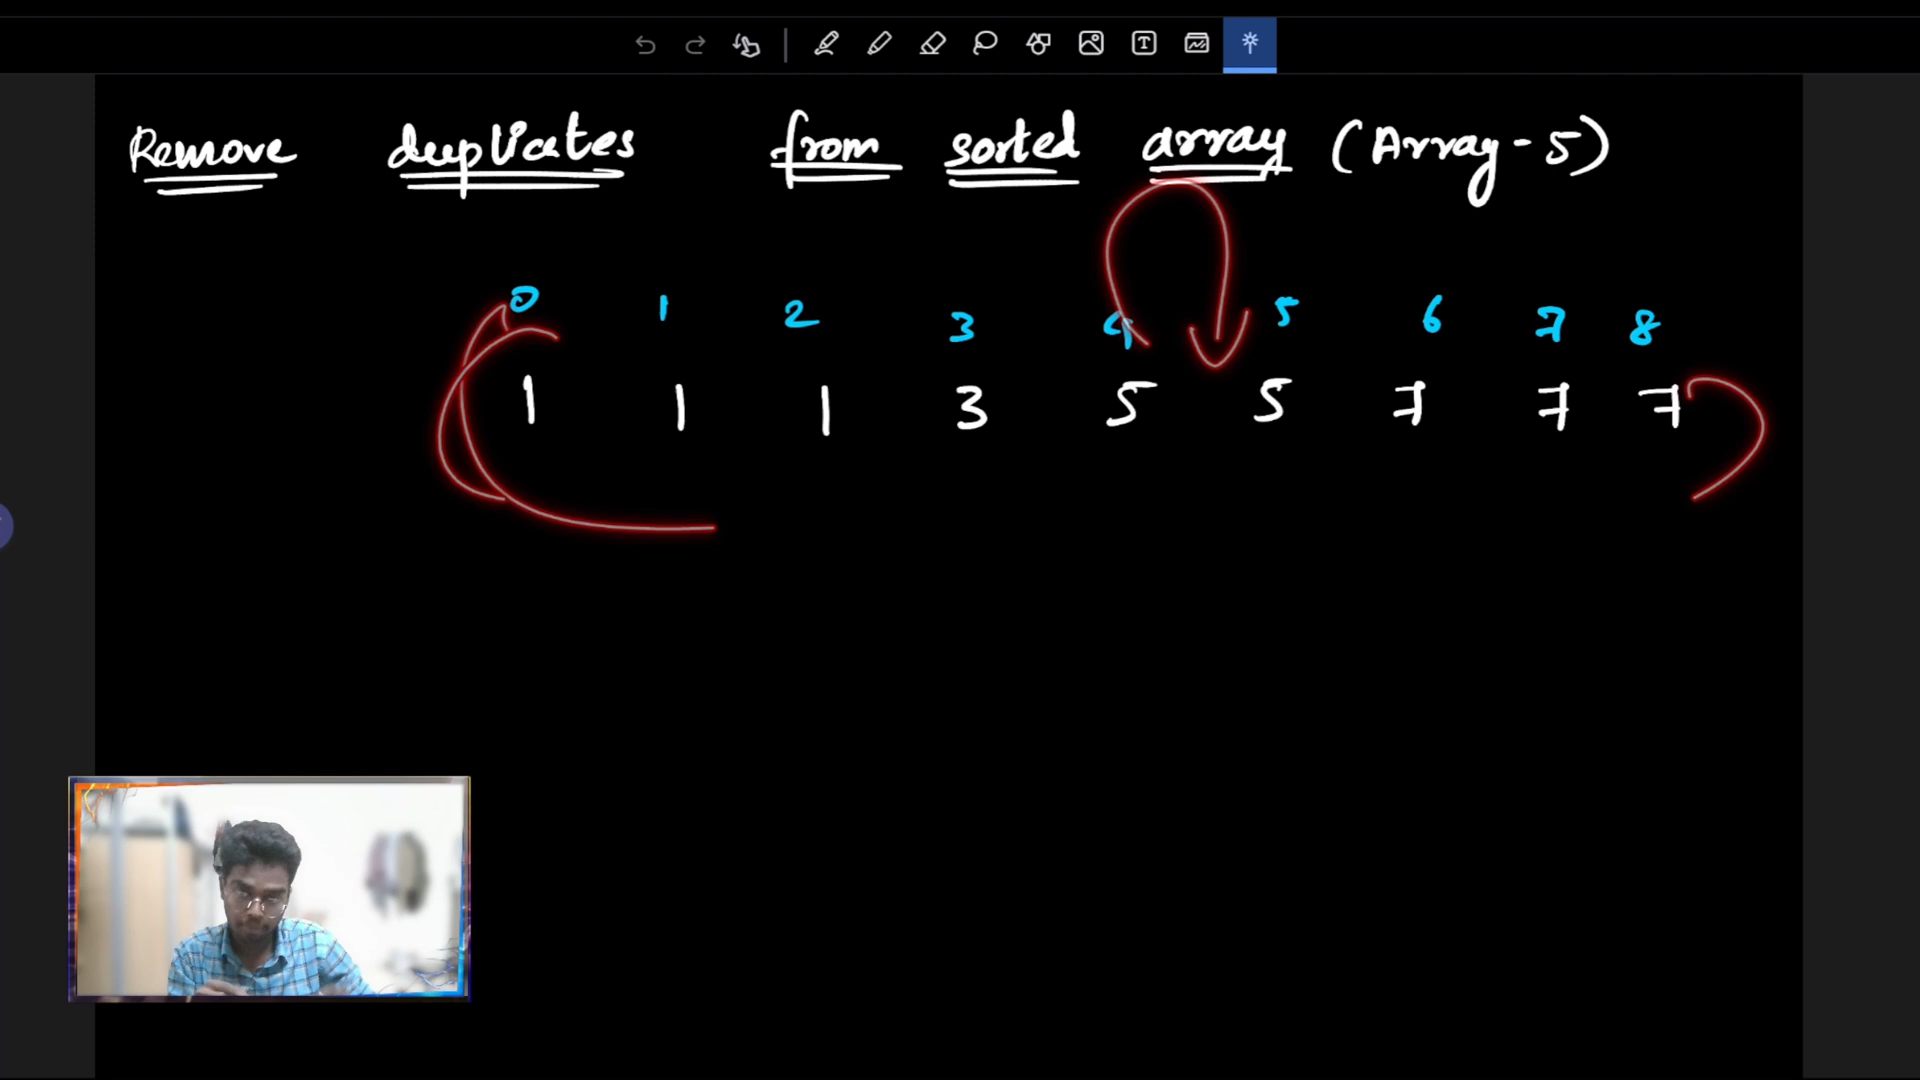 Remove duplicates from sorted array (Array-5)
0 1 2 3 4 5 6 7 8
1 1 1 3 5 5 7 7 7